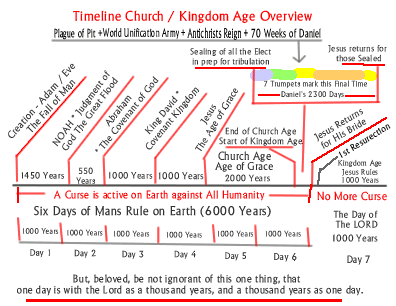 Timeline Church / Kingdom Age Overview
Plague of Pit +World Unification Army + Antichrists Reign + 70 Weeks of Daniel
Sealing of all the Elect
in prep for tribulation
Jesus returns for
those Sealed
7 Trumpets mark this Final Time
Daniel's 2300 Days
Creation - Adam / Eve
The Fall of Man
NOAH * Judgment of
God The Great Flood
Abraham
* The Covenant of God
King David *
Covenant Kingdom
Jesus
The Age of Grace
End of Church Age
Start of Kingdom Age
Jesus Returns
for His Bride
1st Resurection
1450 Years
550
Years
1000 Years
1000 Years
Church Age
Age of Grace
2000 Years
Kingdom Age
Jesus Rules
1000 Years
A Curse is active on Earth against All Humanity
No More Curse
Six Days of Mans Rule on Earth (6000 Years)
The Day of
The LORD
1000 Years
1000 Years
1000 Years
1000 Years
1000 Years
1000 Years
1000 Years
Day 1
Day 2
Day 3
Day 4
Day 5
Day 6
Day 7
But, beloved, be not ignorant of this one thing, that
one day is with the Lord as a thousand years, and a thousand years as one day.